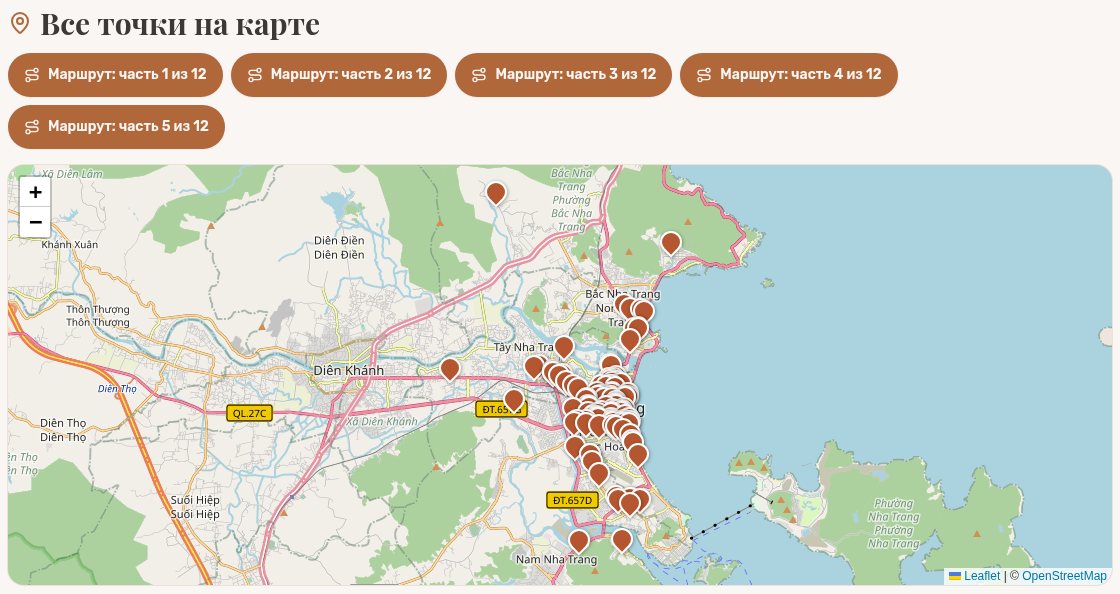 Все точки на карте
Маршрут: часть 1 из 12
Маршрут: часть 2 из 12
Маршрут: часть 3 из 12
Маршрут: часть 4 из 12
Маршрут: часть 5 из 12
+
−
Xã Diên Lâm
Bắc Nha
Trang
Phường
Bắc Nha
Trang
Khánh Xuân
Diên Điền
Diên Điền
Bắc Nha Trang
Thôn Thượng
Thôn Thượng
Tây Nha
Diên Khánh
Diên Thọ
QL.27C
Xã Diên Khánh
Diên Thọ
Diên Thọ
Suối Hiệp
Suối Hiệp
ĐT.657D
Phường
Nha Trang
Phường
Nha Trang
Nam Nha Trang
Leaflet | © OpenStreetMap